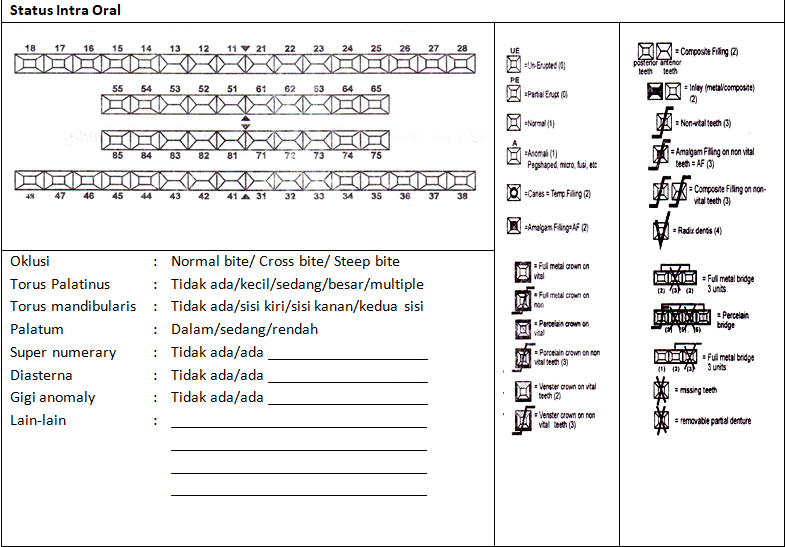 Status Intra Oral
18 17 16 15 14 13 12 11 21 22 23 24 25 26 27 28
55 54 53 52 51 61 62 63 64 65
85 84 83 82 81 71 72 73 74 75
48 47 46 45 44 43 42 41 31 32 33 34 35 36 37 38
Oklusi : Normal bite/ Cross bite/ Steep bite
Torus Palatinus : Tidak ada/kecil/sedang/besar/multiple
Torus mandibularis : Tidak ada/sisi kiri/sisi kanan/kedua sisi
Palatum : Dalam/sedang/rendah
Super numerary : Tidak ada/ada
Diasterna : Tidak ada/ada
Gigi anomaly : Tidak ada/ada
Lain-lain :
UE
=Un-Erupted (0)
PE
=Partial Erupt (0)
=Normal (1)
A
=Anomali (1)
Pegshaped, micro, fusi, etc
=Caries = Temp.Filling (2)
=Amalgam Filling=AF (2)
= Full metal crown on
vital
= Full metal crown on
non
= Porcelain crown on
vital
= Porcelain crown on non
vital teeth (3)
= Venster crown on vital
teeth (2)
= Venster crown on non
vital teeth (3)
= Composite Filling (2)
posterior anterior
teeth teeth
= Inlay (metal/composite)
(2)
= Non-vital teeth (3)
= Amalgam Filling on non vital
teeth = AF (3)
= Composite Filling on non-
vital teeth (3)
= Radix dentis (4)
= Full metal bridge
3 units
(2) (3) (2)
= Percelain
bridge
= Full metal bridge
3 units
(1) (2) (3)
= missing teeth
= removable partial denture